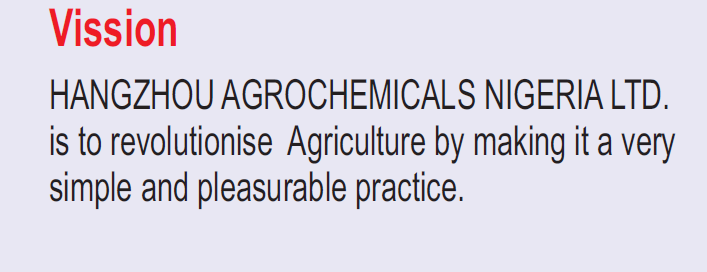 Vission
HANGZHOU AGROCHEMICALS NIGERIA LTD.
is to revolutionise  Agriculture by making it a very
simple and pleasurable practice.